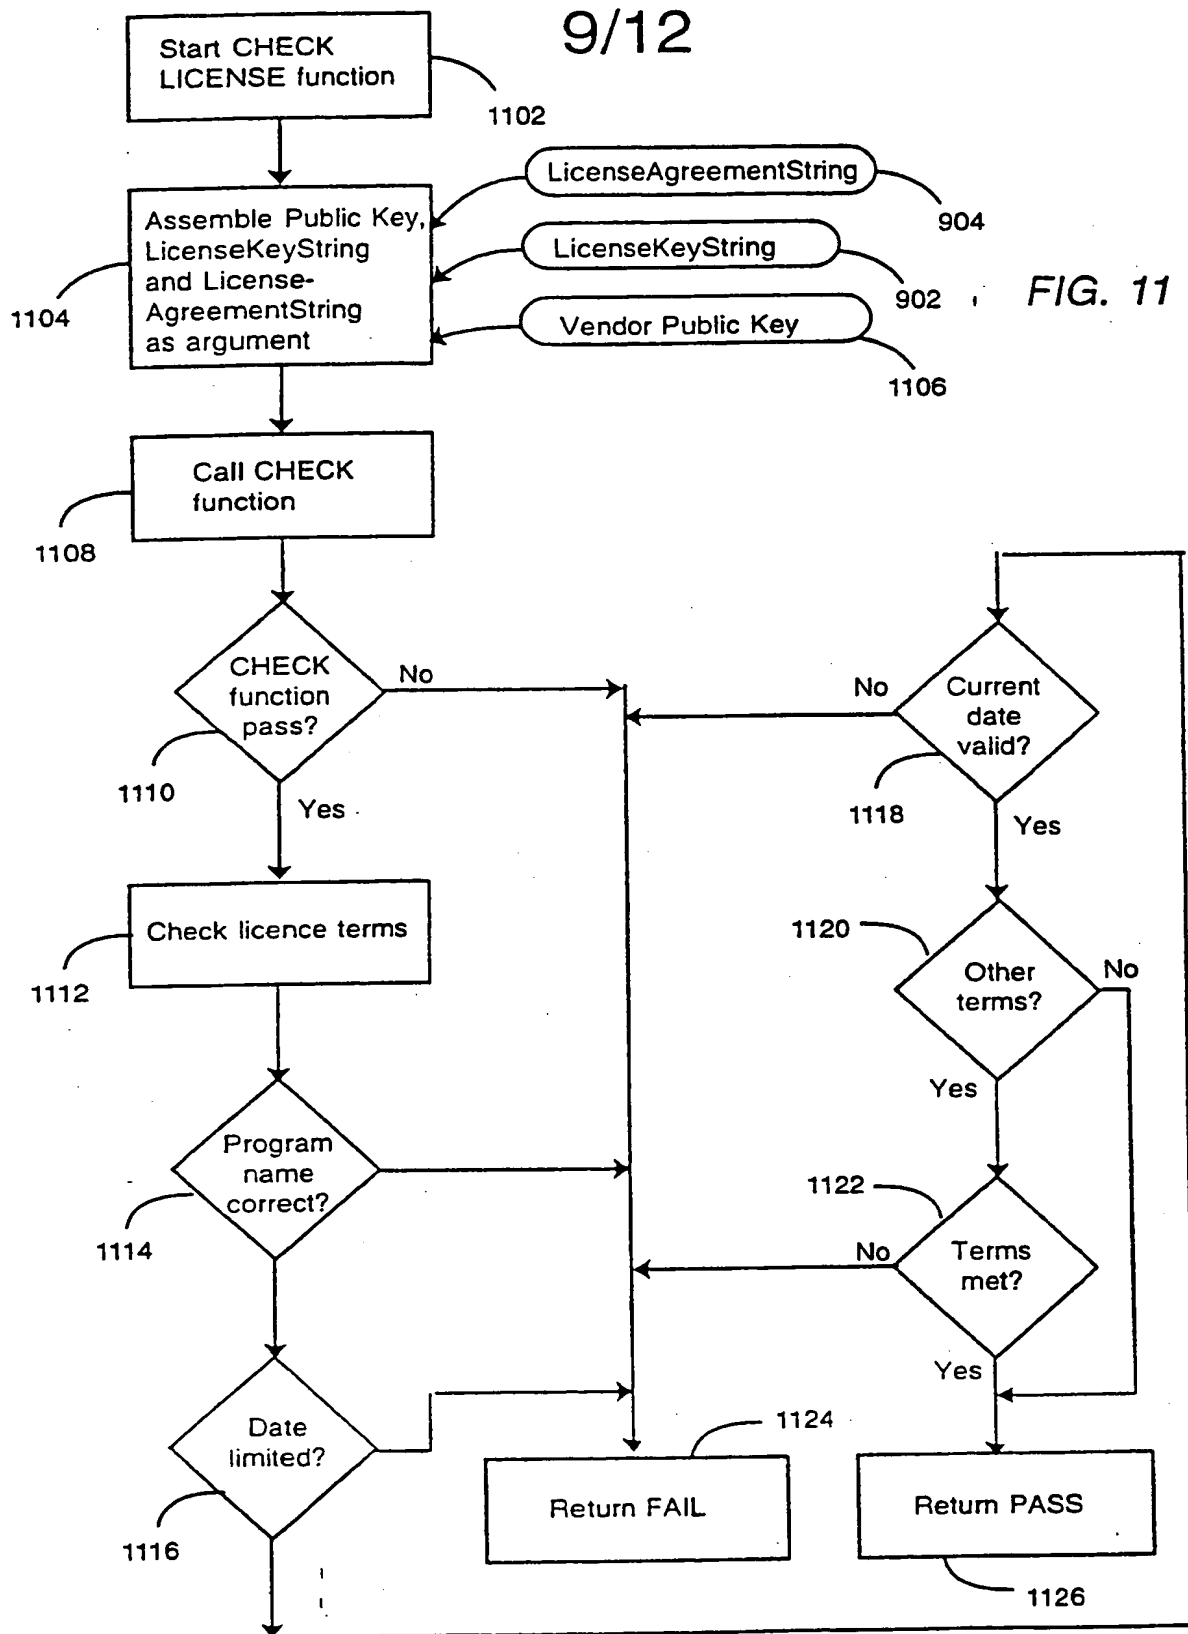 9/12
Start CHECK
LICENSE function
1102
LicenseAgreementString
904
Assemble Public Key,
LicenseKeyString
and License-
AgreementString
as argument
1104
LicenseKeyString
902
FIG. 11
Vendor Public Key
1106
Call CHECK
function
1108
CHECK
function
pass?
No
1110
Yes
Current
date
valid?
No
1118
Yes
Check licence terms
1112
1120
Other
terms?
No
Yes
Program
name
correct?
1114
1122
Terms
met?
No
Yes
Date
limited?
1116
1124
Return FAIL
Return PASS
1126